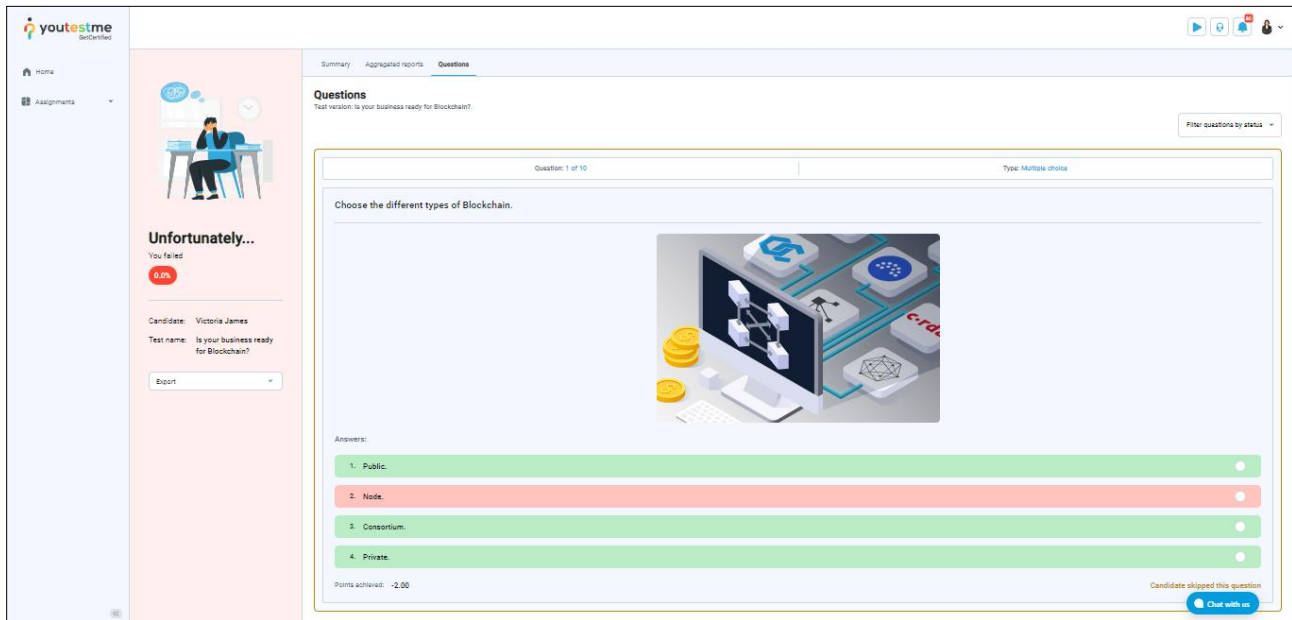 youtestme
GetCertified
Home
Assignments
Unfortunately...
You failed
0.0%
Candidate: Victoria James
Test name: Is your business ready
for Blockchain?
Export
Summary Aggregated reports Questions
Questions
Test version: Is your business ready for Blockchain?
Filter questions by status
Question: 1 of 10 Type: Multiple choice
Choose the different types of Blockchain.
Answers:
1. Public.
2. Node.
3. Consortium.
4. Private.
Points achieved: -2.00 Candidate skipped this question
Chat with us